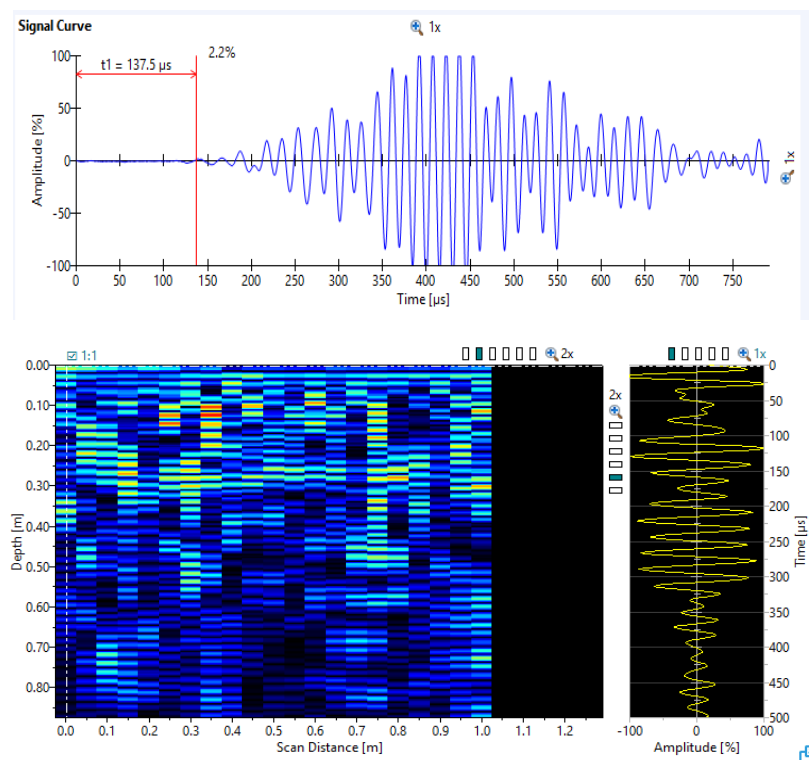 Signal Curve
1x
t1 = 137.5 µs
2.2%
Amplitude [%]
100
50
0
-50
-100
0 50 100 150 200 250 300 350 400 450 500 550 600 650 700 750
Time [µs]
1x
1:1
2x
1x
Depth [m]
0.00
0.10
0.20
0.30
0.40
0.50
0.60
0.70
0.80
0.0 0.1 0.2 0.3 0.4 0.5 0.6 0.7 0.8 0.9 1.0 1.1 1.2
Scan Distance [m]
2x
0
50
100
150
200
250
300
350
400
450
500
Time [µs]
-100 0 100
Amplitude [%]